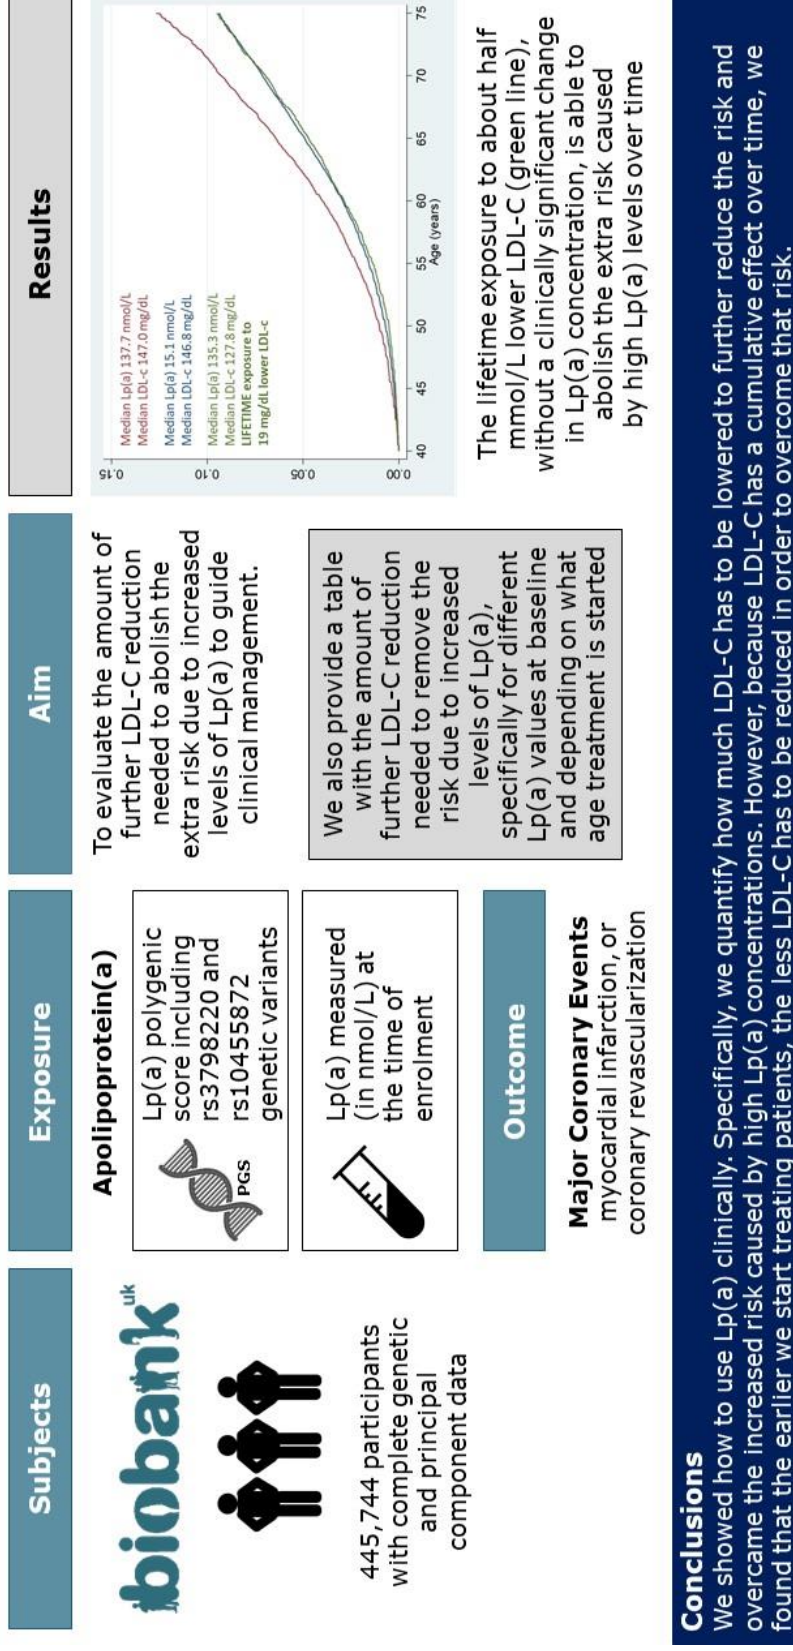 Subjects
biobank uk
445,744 participants
with complete genetic
and principal
component data
Exposure
Apolipoprotein(a)
PGS
Lp(a) polygenic
score including
rs3798220 and
rs10455872
genetic variants
Lp(a) measured
(in nmol/L) at
the time of
enrolment
Outcome
Major Coronary Events
myocardial infarction, or
coronary revascularization
Aim
To evaluate the amount of
further LDL-C reduction
needed to abolish the
extra risk due to increased
levels of Lp(a) to guide
clinical management.
We also provide a table
with the amount of
further LDL-C reduction
needed to remove the
risk due to increased
levels of Lp(a),
specifically for different
Lp(a) values at baseline
and depending on what
age treatment is started
Results
0.15
0.10
0.05
0.00
Median Lp(a) 137.7 nmol/L
Median LDL-c 147.0 mg/dL
Median Lp(a) 15.1 nmol/L
Median LDL-c 146.8 mg/dL
Median Lp(a) 135.3 nmol/L
Median LDL-c 127.8 mg/dL
LIFETIME exposure to
19 mg/dL lower LDL-c
40 45 50 55 60 65 70 75
Age (years)
The lifetime exposure to about half
mmol/L lower LDL-C (green line),
without a clinically significant change
in Lp(a) concentration, is able to
abolish the extra risk caused
by high Lp(a) levels over time
Conclusions
We showed how to use Lp(a) clinically. Specifically, we quantify how much LDL-C has to be lowered to further reduce the risk and
overcame the increased risk caused by high Lp(a) concentrations. However, because LDL-C has a cumulative effect over time, we
found that the earlier we start treating patients, the less LDL-C has to be reduced in order to overcome that risk.